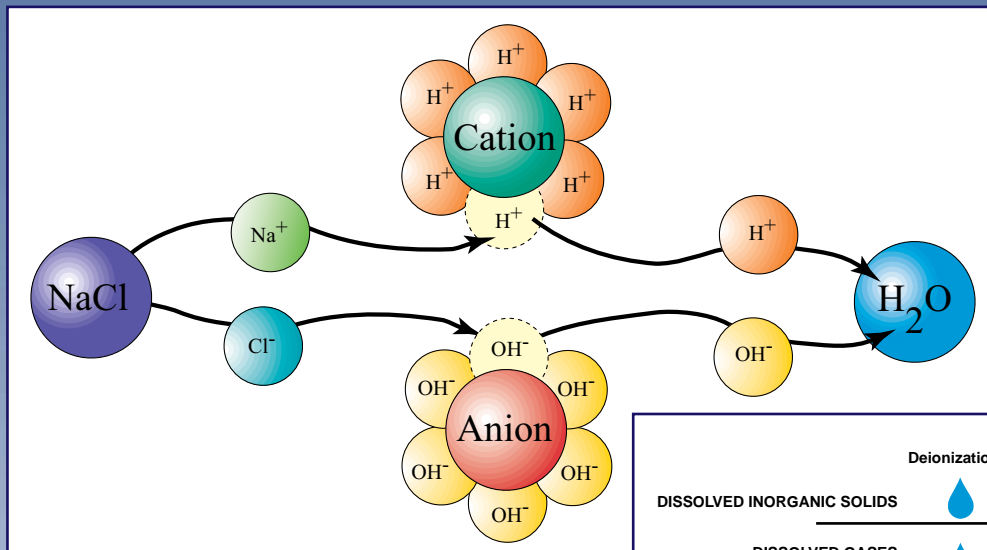 H⁺
H⁺
H⁺
Cation
H⁺
H⁺
H⁺
Na⁺
H⁺
NaCl
H₂O
Cl⁻
OH⁻
OH⁻
OH⁻
OH⁻
Anion
OH⁻
OH⁻
OH⁻
DISSOLVED INORGANIC SOLIDS